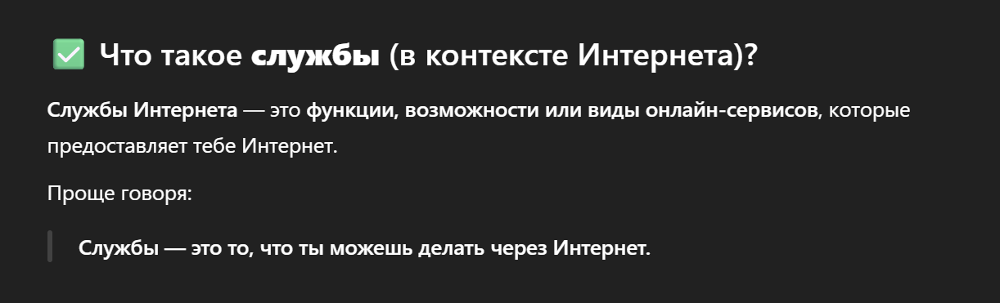 ✅ Что такое службы (в контексте Интернета)?
Службы Интернета — это функции, возможности или виды онлайн-сервисов, которые
предоставляет тебе Интернет.
Проще говоря:
Службы — это то, что ты можешь делать через Интернет.